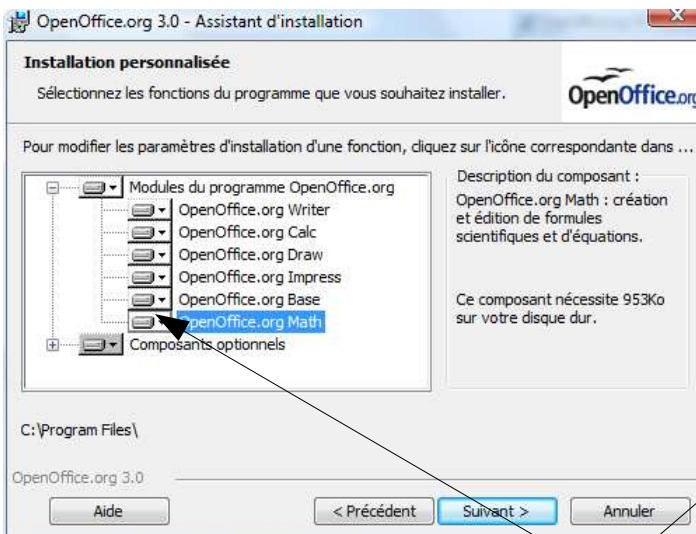 OpenOffice.org 3.0 - Assistant d'installation
Installation personnalisée
Sélectionnez les fonctions du programme que vous souhaitez installer.
OpenOffice.org
Pour modifier les paramètres d'installation d'une fonction, cliquez sur l'icône correspondante dans ...
Modules du programme OpenOffice.org
OpenOffice.org Writer
OpenOffice.org Calc
OpenOffice.org Draw
OpenOffice.org Impress
OpenOffice.org Base
OpenOffice.org Math
Composants optionnels
Description du composant :
OpenOffice.org Math : création
et édition de formules
scientifiques et d'équations.
Ce composant nécessite 953Ko
sur votre disque dur.
C:\Program Files\
OpenOffice.org 3.0
Aide
< Précédent
Suivant >
Annuler